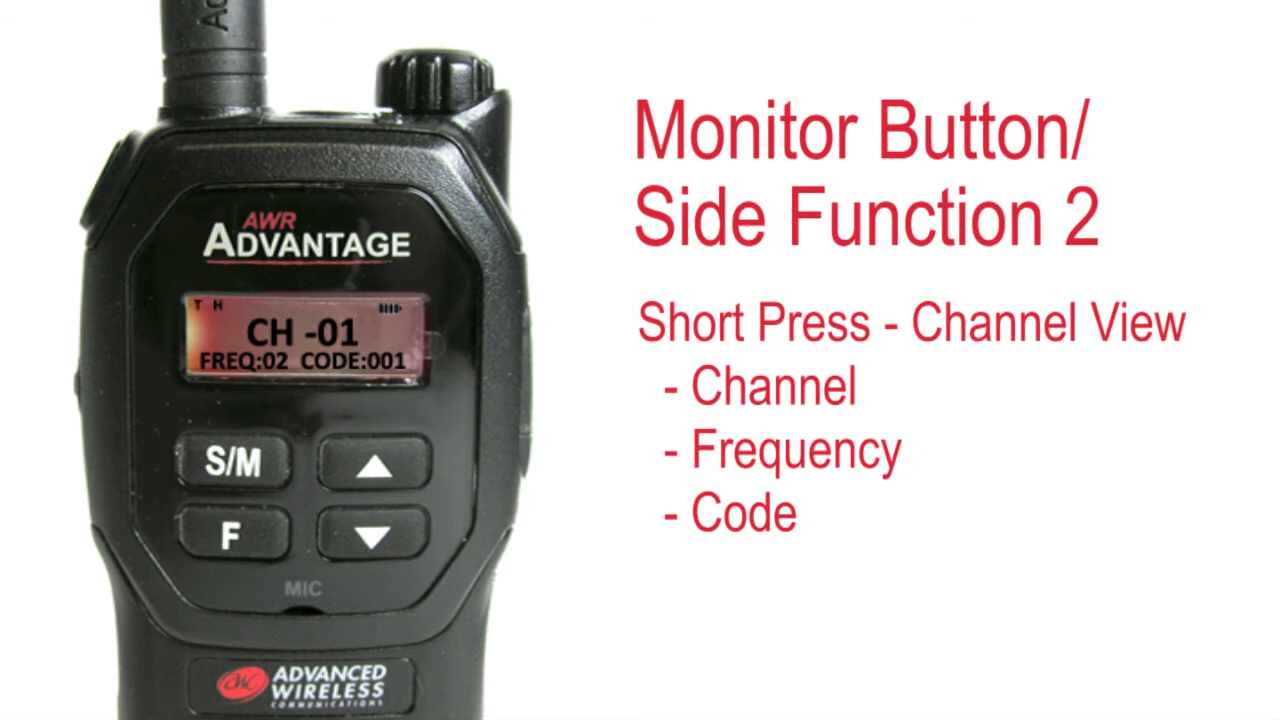 AWR
ADVANTAGE
T H
CH -01
FREQ:02 CODE:001
S/M
F
MIC
ADVANCED
WIRELESS
COMMUNICATIONS
Monitor Button/
Side Function 2
Short Press - Channel View
- Channel
- Frequency
- Code